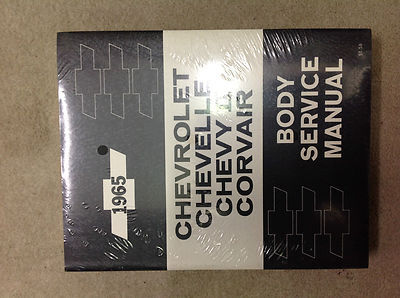 1965
CHEVROLET
CHEVELLE
CHEVY II
CORVAIR
BODY
SERVICE
MANUAL